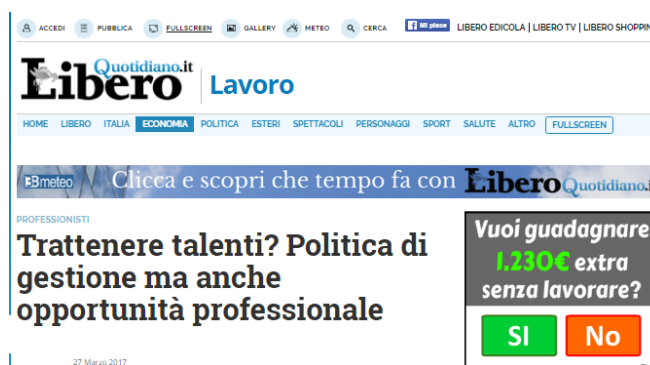 ACCEDI PUBBLICA FULLSCREEN GALLERY METEO CERCA Mi piace LIBERO EDICOLA | LIBERO TV | LIBERO SHOPPIN
Libero Quotidiano.it Lavoro
HOME LIBERO ITALIA ECONOMIA POLITICA ESTERI SPETTACOLI PERSONAGGI SPORT SALUTE ALTRO FULLSCREEN
3Bmeteo Clicca e scopri che tempo fa con Libero Quotidiano.i
PROFESSIONISTI
Trattenere talenti? Politica di
gestione ma anche
opportunità professionale
27 Marzo 2017
Vuoi guadagnare
1.230€ extra
senza lavorare?
SI No